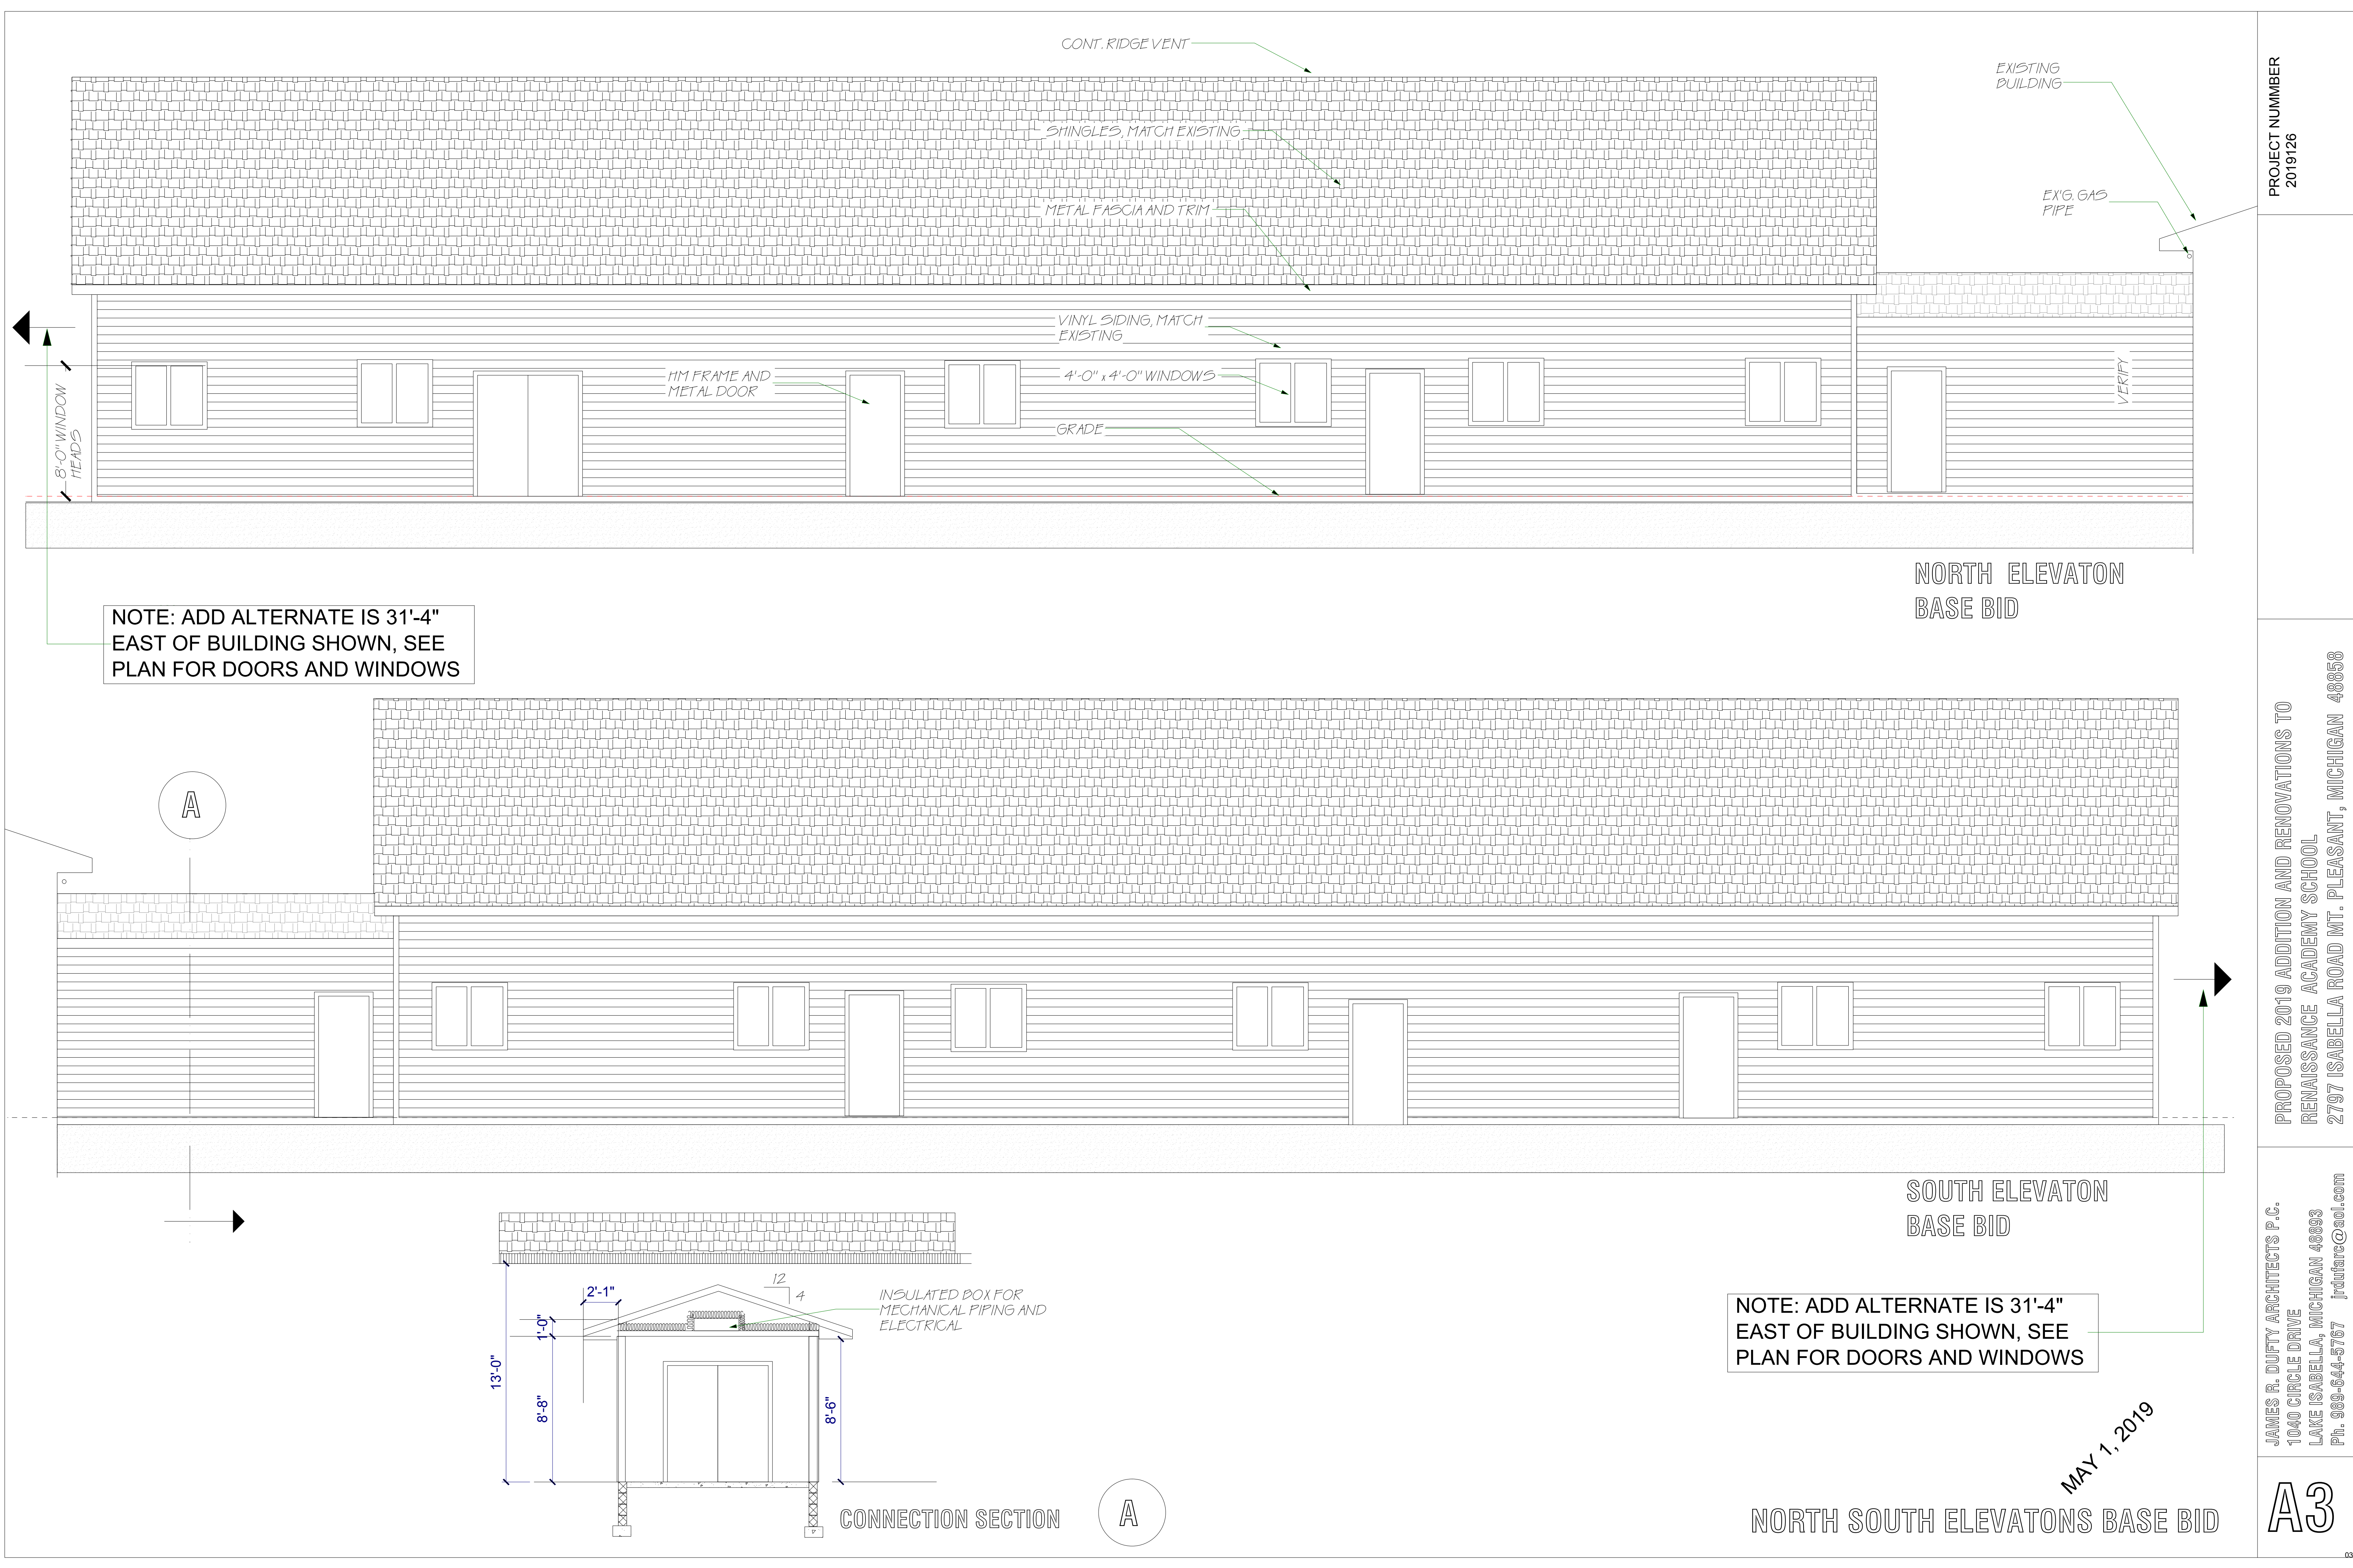 CONT. RIDGE VENT
EXISTING
BUILDING
SHINGLES, MATCH EXISTING
EX'G. GAS
PIPE
METAL FASCIA AND TRIM
VINYL SIDING, MATCH
EXISTING
HM FRAME AND
METAL DOOR
4'-0" x 4'-0" WINDOWS
GRADE
8'-0" WINDOW
HEADS
VERIFY
NORTH ELEVATON
BASE BID
NOTE: ADD ALTERNATE IS 31'-4"
EAST OF BUILDING SHOWN, SEE
PLAN FOR DOORS AND WINDOWS
A
SOUTH ELEVATON
BASE BID
12
4
2'-1"
INSULATED BOX FOR
MECHANICAL PIPING AND
ELECTRICAL
1'-0"
13'-0"
8'-8"
8'-6"
CONNECTION SECTION
A
NOTE: ADD ALTERNATE IS 31'-4"
EAST OF BUILDING SHOWN, SEE
PLAN FOR DOORS AND WINDOWS
MAY 1, 2019
NORTH SOUTH ELEVATONS BASE BID
PROJECT NUMMBER
2019126
PROPOSED 2019 ADDITION AND RENOVATIONS TO
RENAISSANCE ACADEMY SCHOOL
2797 ISABELLA ROAD MT. PLEASANT, MICHIGAN 48858
JAMES R. DUFTY ARCHITECTS P.C.
1040 CIRCLE DRIVE
LAKE ISABELLA, MICHIGAN 48893
Ph. 989-644-5767 jrdufarc@aol.com
A3
03